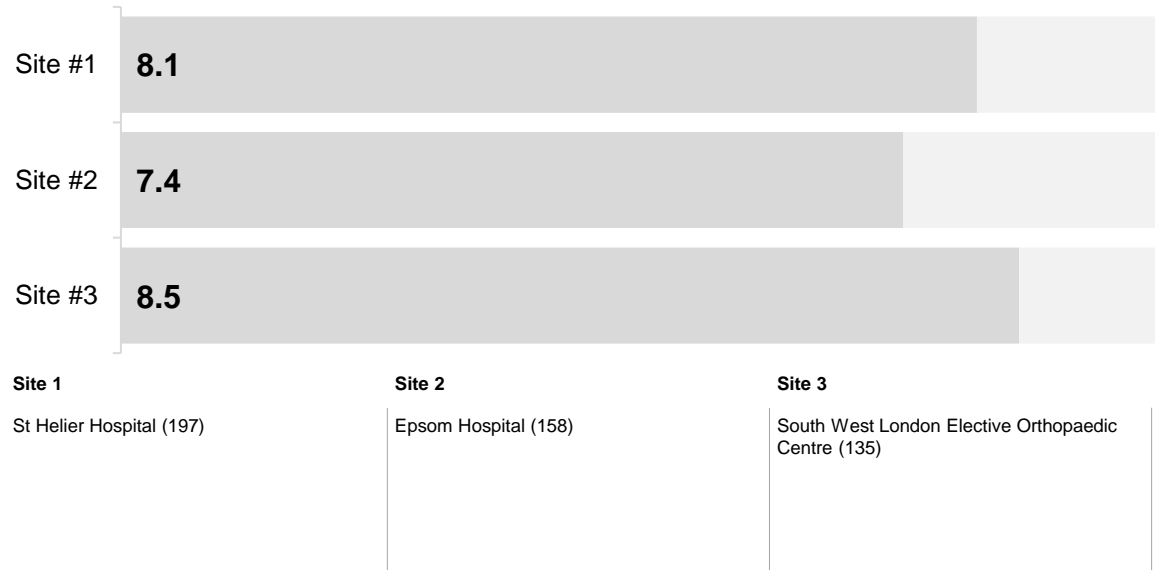 Site #1
8.1
Site #2
7.4
Site #3
8.5
Site 1
St Helier Hospital (197)
Site 2
Epsom Hospital (158)
Site 3
South West London Elective Orthopaedic
Centre (135)